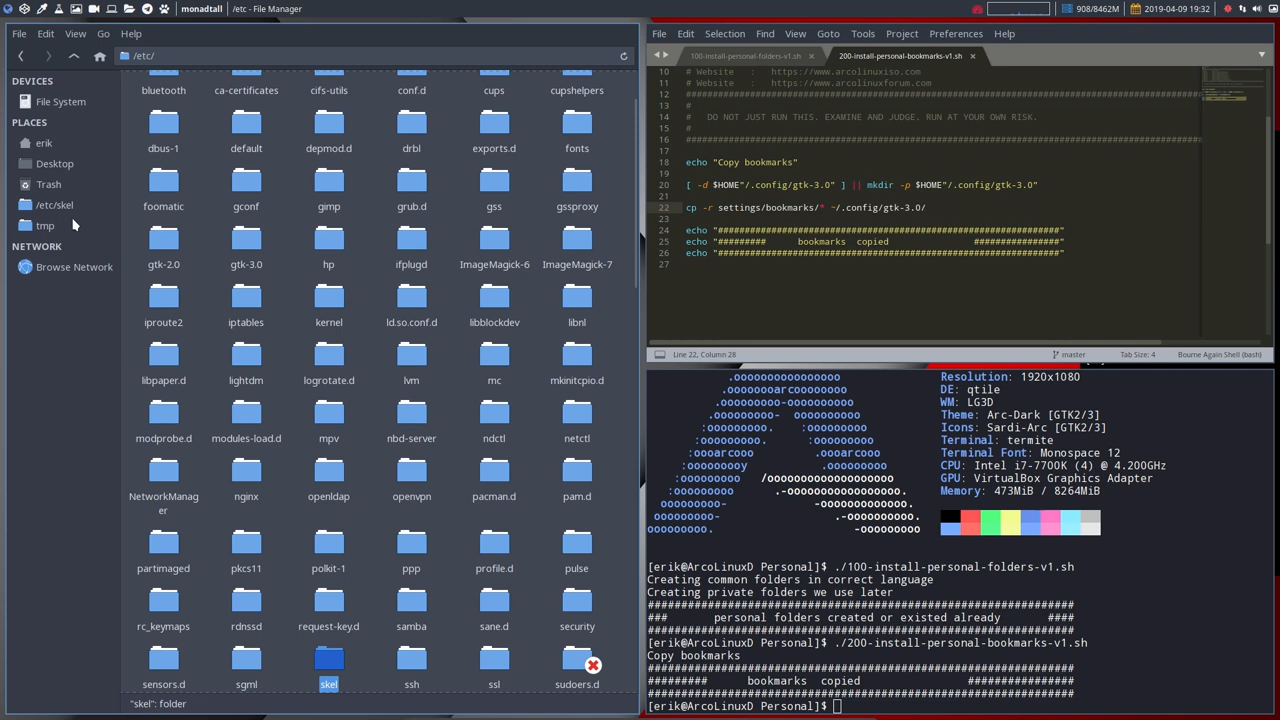 monadtall
/etc - File Manager
908/8462M
2019-04-09 19:32
File Edit View Go Help
/etc/
DEVICES
File System
PLACES
erik
Desktop
Trash
/etc/skel
tmp
NETWORK
Browse Network
bluetooth ca-certificates cifs-utils conf.d cups cupshelpers
dbus-1 default depmod.d drbl exports.d fonts
foomatic gconf gimp grub.d gss gssproxy
gtk-2.0 gtk-3.0 hp ifplugd ImageMagick-6 ImageMagick-7
iproute2 iptables kernel ld.so.conf.d libblockdev libnl
libpaper.d lightdm logrotate.d lvm mc mkinitcpio.d
modprobe.d modules-load.d mpv nbd-server ndctl netctl
NetworkManager nginx openldap openvpn pacman.d pam.d
partimaged pkcs11 polkit-1 ppp profile.d pulse
rc_keymaps rdnssd request-key.d samba sane.d security
sensors.d sgml skel ssh ssl sudoers.d
"skel": folder
File Edit Selection Find View Goto Tools Project Preferences Help
100-install-personal-folders-v1.sh 200-install-personal-bookmarks-v1.sh
10 # Website : https://www.arcolinuxiso.com
11 # Website : https://www.arcolinuxforum.com
12 ##################################################################################################
13 #
14 # DO NOT JUST RUN THIS. EXAMINE AND JUDGE. RUN AT YOUR OWN RISK.
15 #
16 ##################################################################################################
17
18 echo "Copy bookmarks"
19
20 [ -d $HOME"/.config/gtk-3.0" ] || mkdir -p $HOME"/.config/gtk-3.0"
21
22 cp -r settings/bookmarks/* ~/.config/gtk-3.0/
23
24 echo "################################################################"
25 echo "######### bookmarks copied ################"
26 echo "################################################################"
27
Line 22, Column 28 master Tab Size: 4 Bourne Again Shell (bash)
Resolution: 1920x1080
DE: qtile
WM: LG3D
Theme: Arc-Dark [GTK2/3]
Icons: Sardi-Arc [GTK2/3]
Terminal: termite
Terminal Font: Monospace 12
CPU: Intel i7-7700K (4) @ 4.200GHz
GPU: VirtualBox Graphics Adapter
Memory: 473MiB / 8264MiB
[erik@ArcoLinuxD Personal]$ ./100-install-personal-folders-v1.sh
Creating common folders in correct language
Creating private folders we use later
################################################################
### personal folders created or existed already ####
################################################################
[erik@ArcoLinuxD Personal]$ ./200-install-personal-bookmarks-v1.sh
Copy bookmarks
################################################################
######### bookmarks copied ################
################################################################
[erik@ArcoLinuxD Personal]$